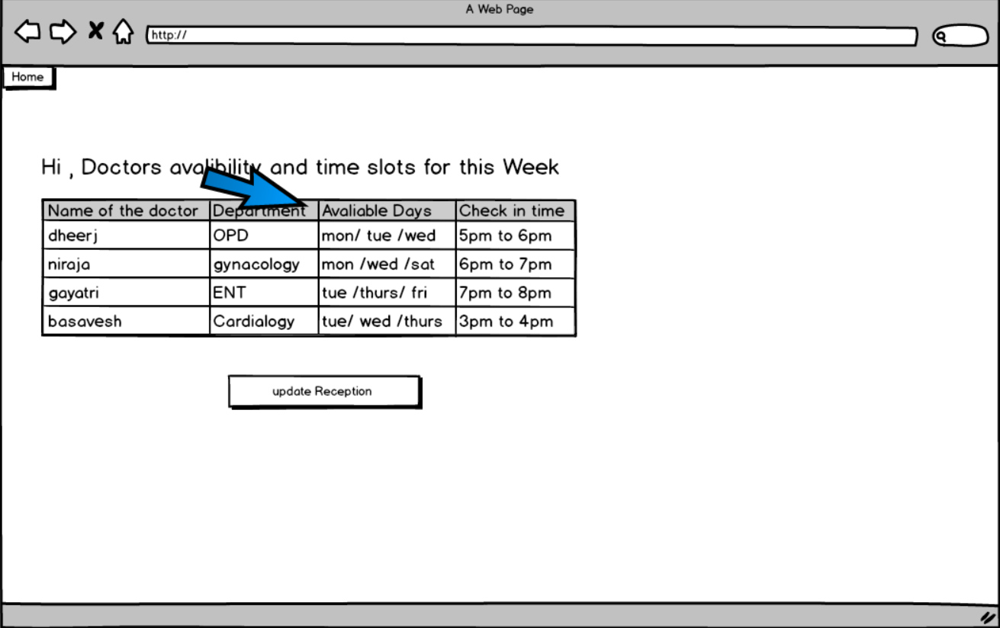 A Web Page
http://
Home
Hi , Doctors avalibility and time slots for this Week
Name of the doctor Department Avaliable Days Check in time
dheerj OPD mon/ tue /wed 5pm to 6pm
niraja gynacology mon /wed /sat 6pm to 7pm
gayatri ENT tue /thurs/ fri 7pm to 8pm
basavesh Cardialogy tue/ wed /thurs 3pm to 4pm
update Reception